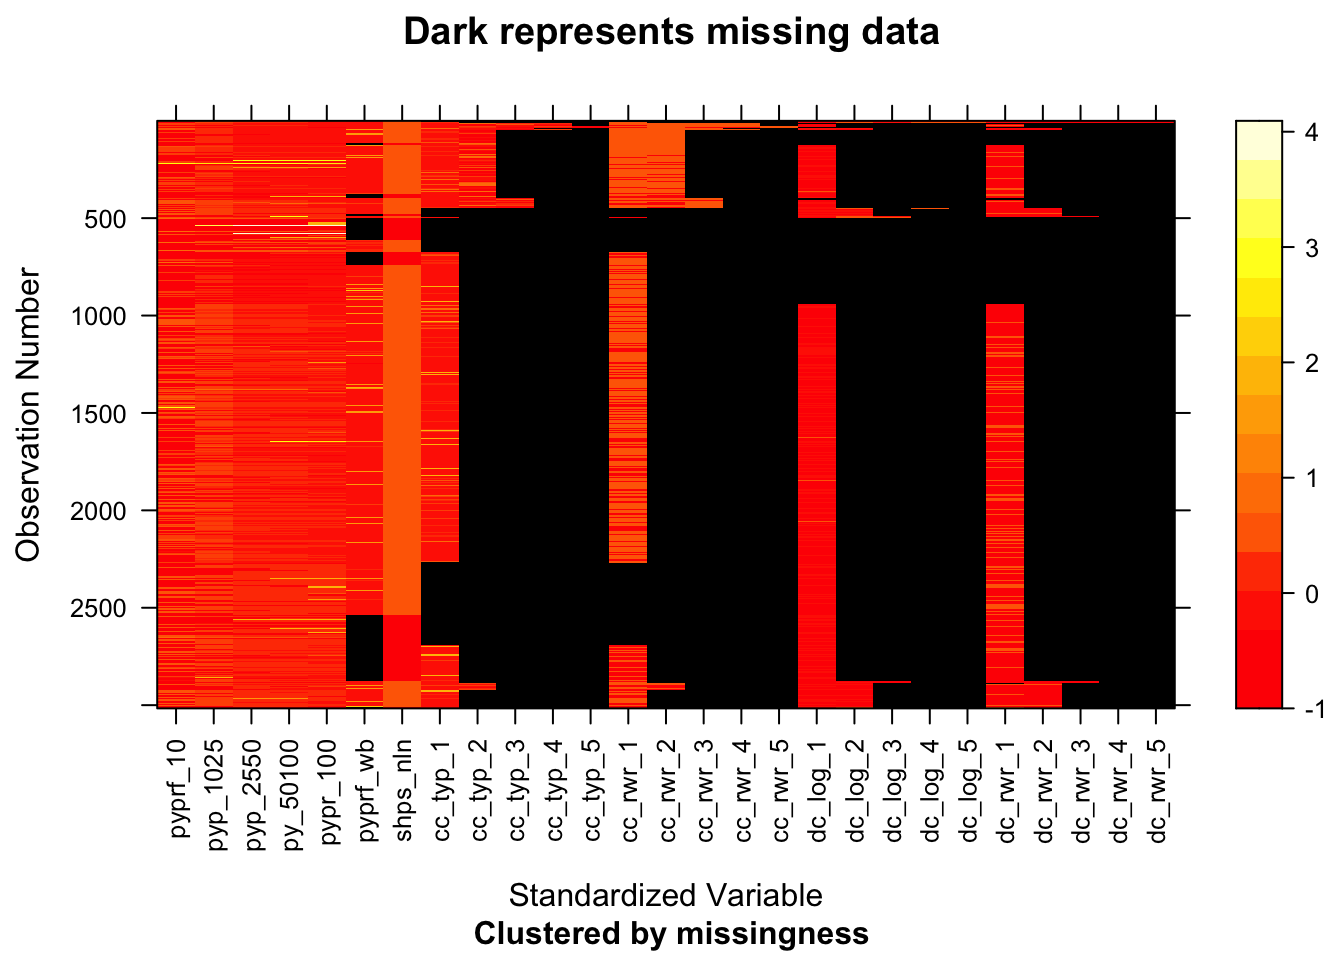 Dark represents missing data
Observation Number
500
1000
1500
2000
2500
4
3
2
1
0
-1
pyprf_10
pyp_1025
pyp_2550
py_50100
pypr_100
pyprf_wb
shps_nln
cc_typ_1
cc_typ_2
cc_typ_3
cc_typ_4
cc_typ_5
cc_rwr_1
cc_rwr_2
cc_rwr_3
cc_rwr_4
cc_rwr_5
dc_log_1
dc_log_2
dc_log_3
dc_log_4
dc_log_5
dc_rwr_1
dc_rwr_2
dc_rwr_3
dc_rwr_4
dc_rwr_5
Standardized Variable
Clustered by missingness